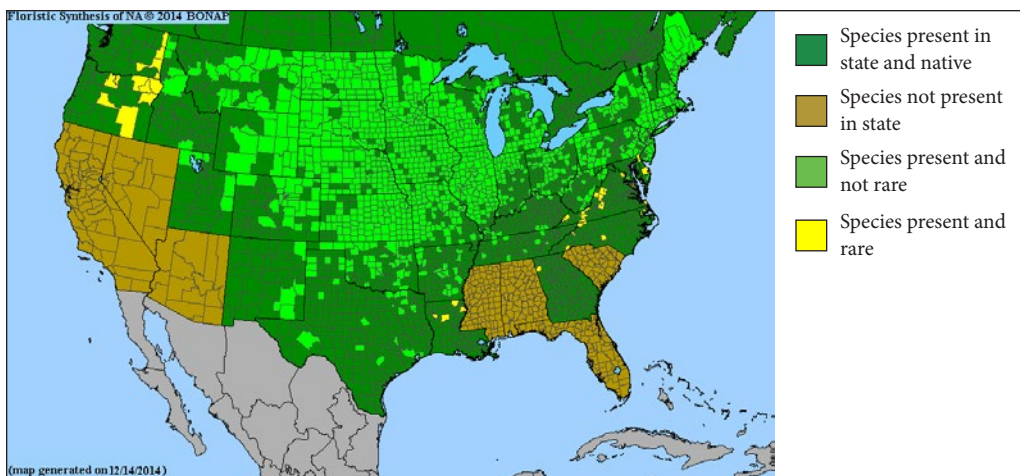 Floristic Synthesis of NA © 2014 BONAP
Species present in
state and native
Species not present
in state
Species present and
not rare
Species present and
rare
(map generated on 12/14/2014)